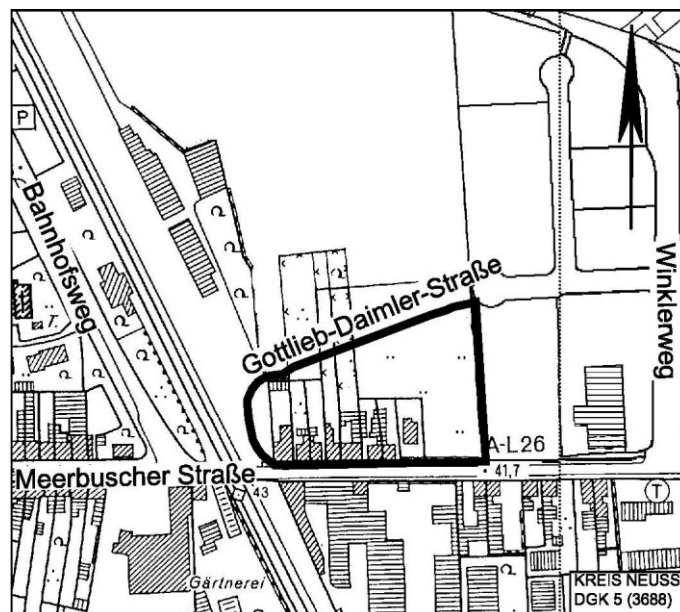 P
Bahnhofsweg
T.
Gottlieb-Daimler-Straße
Winklerweg
A-L26
Meerbuscher Straße
43
41,7
T
Gärtnerei
KREIS NEUSS
DGK 5 (3688)